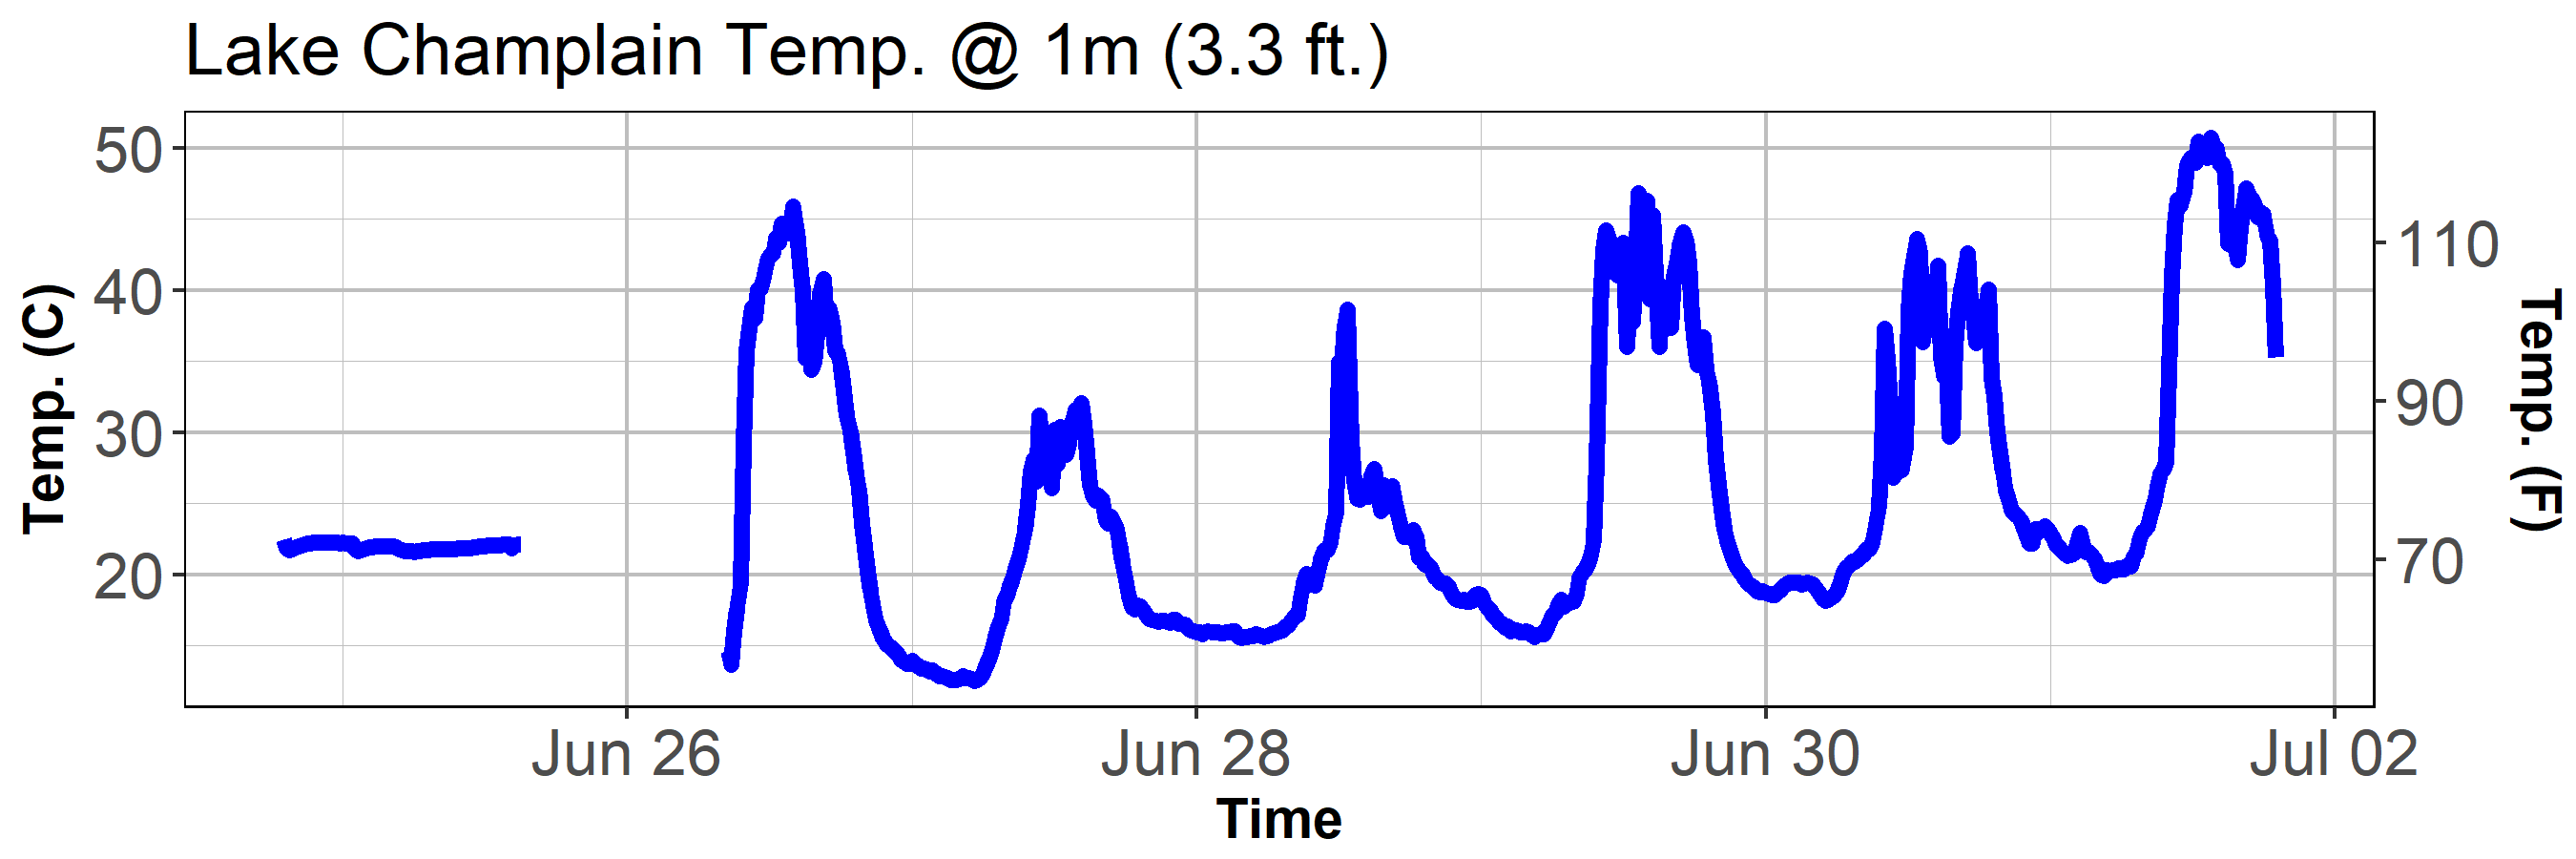 Lake Champlain Temp. @ 1m (3.3 ft.)
Temp. (C)
50
40
30
20
110
90
70
Temp. (F)
Jun 26 Jun 28 Jun 30 Jul 02
Time